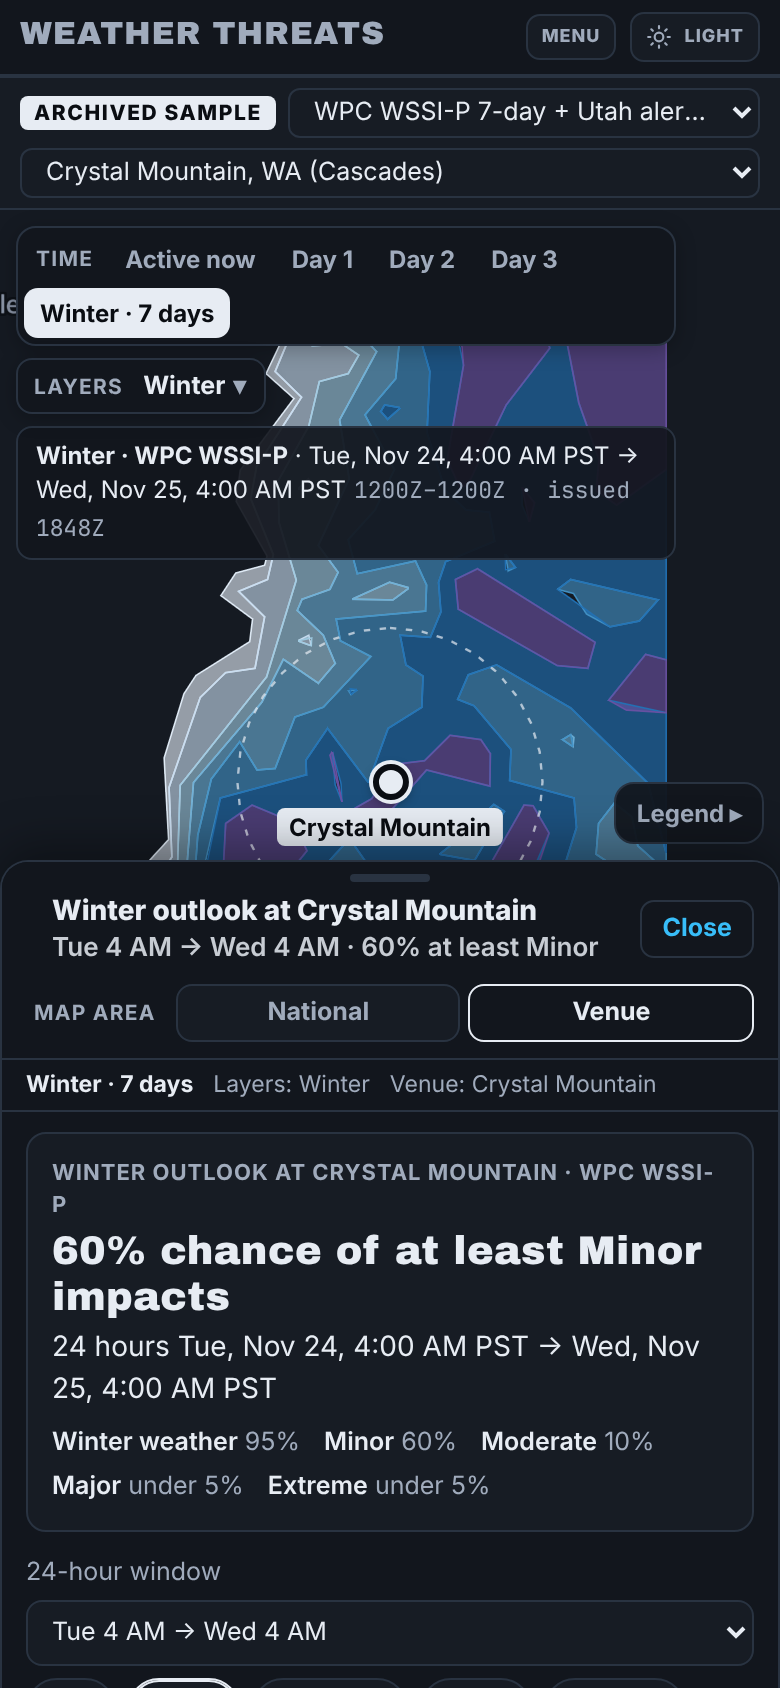 WEATHER THREATS
MENU
LIGHT
ARCHIVED SAMPLE
WPC WSSI-P 7-day + Utah aler...
Crystal Mountain, WA (Cascades)
TIME Active now Day 1 Day 2 Day 3
le
Winter · 7 days
LAYERS Winter ▾
Winter · WPC WSSI-P · Tue, Nov 24, 4:00 AM PST →
Wed, Nov 25, 4:00 AM PST 1200Z–1200Z · issued
1848Z
Crystal Mountain
Legend ▸
Winter outlook at Crystal Mountain
Tue 4 AM → Wed 4 AM · 60% at least Minor
Close
MAP AREA National Venue
Winter · 7 days Layers: Winter Venue: Crystal Mountain
WINTER OUTLOOK AT CRYSTAL MOUNTAIN · WPC WSSI-
P
60% chance of at least Minor
impacts
24 hours Tue, Nov 24, 4:00 AM PST → Wed, Nov
25, 4:00 AM PST
Winter weather 95% Minor 60% Moderate 10%
Major under 5% Extreme under 5%
24-hour window
Tue 4 AM → Wed 4 AM